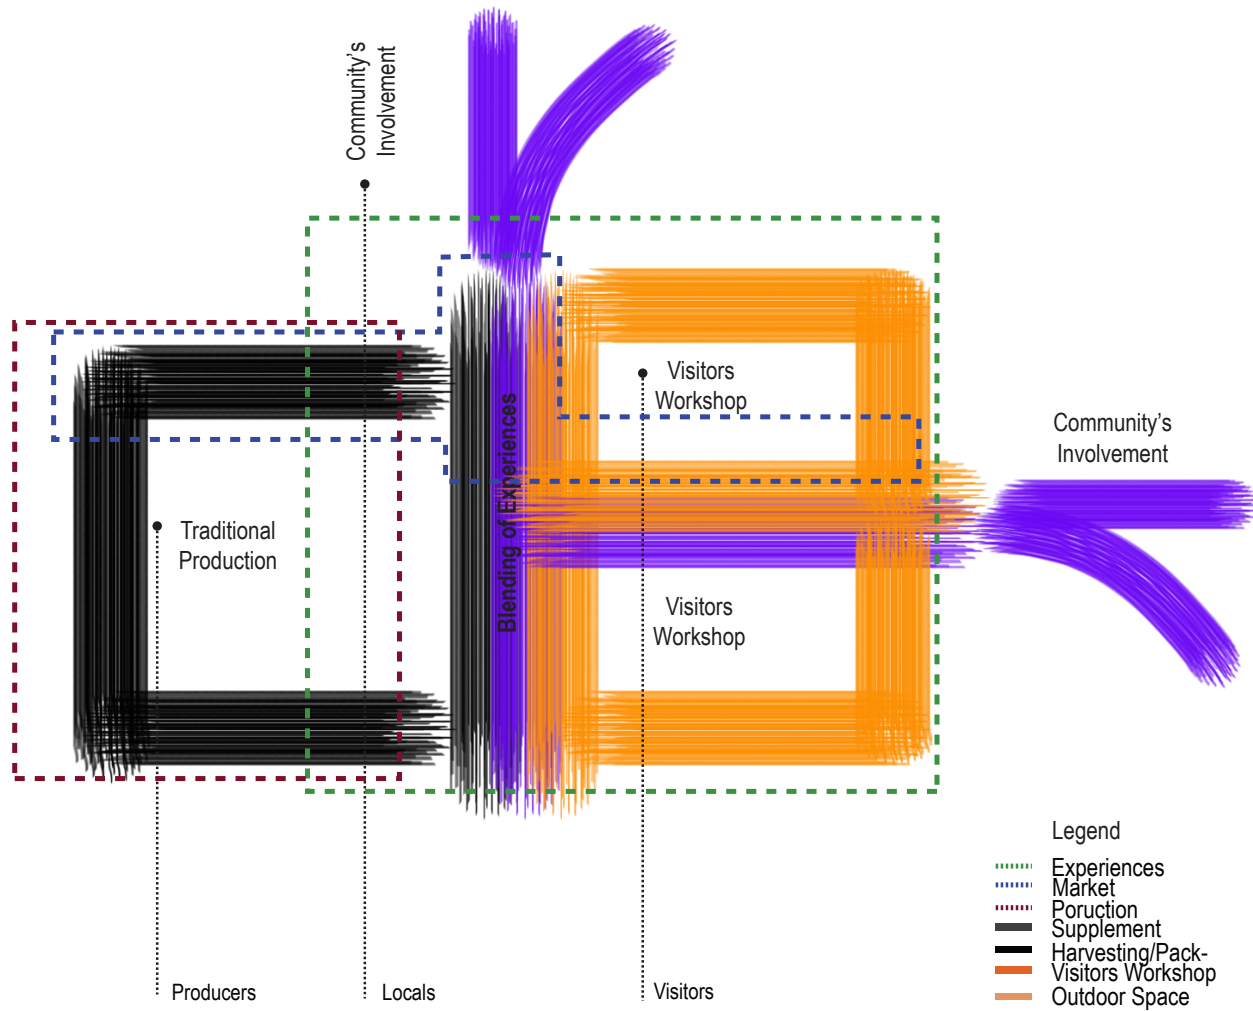 Community's
Involvement
Visitors
Workshop
Community's
Involvement
Blending of Experiences
Traditional
Production
Visitors
Workshop
Legend
Experiences
Market
Poruction
Supplement
Harvesting/Pack-
Visitors Workshop
Outdoor Space
Producers
Locals
Visitors